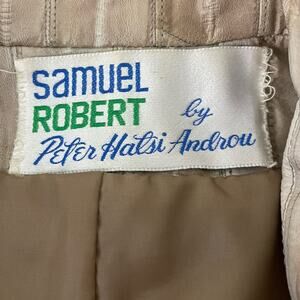 samuel
ROBERT
by
Peter Hatsi Androu